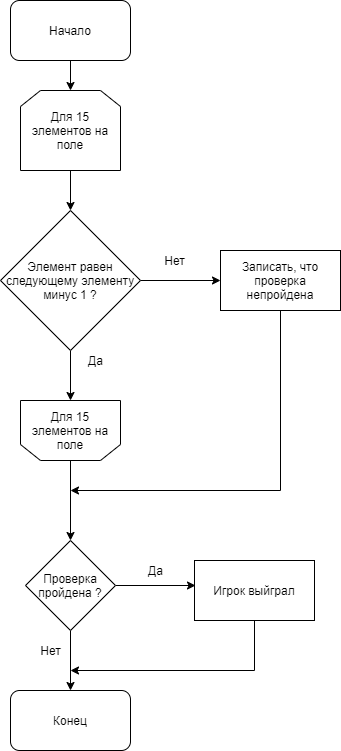 Начало
Для 15
элементов на
поле
Элемент равен
следующему элементу
минус 1 ?
Нет
Записать, что
проверка
непройдена
Да
Для 15
элементов на
поле
Проверка
пройдена ?
Да
Игрок выйграл
Нет
Конец